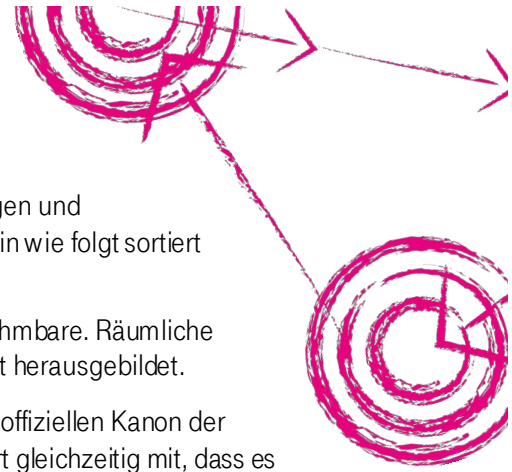 gen und
in wie folgt sortiert
hmbare. Räumliche
t herausgebildet.
offiziellen Kanon der
rt gleichzeitig mit, dass es